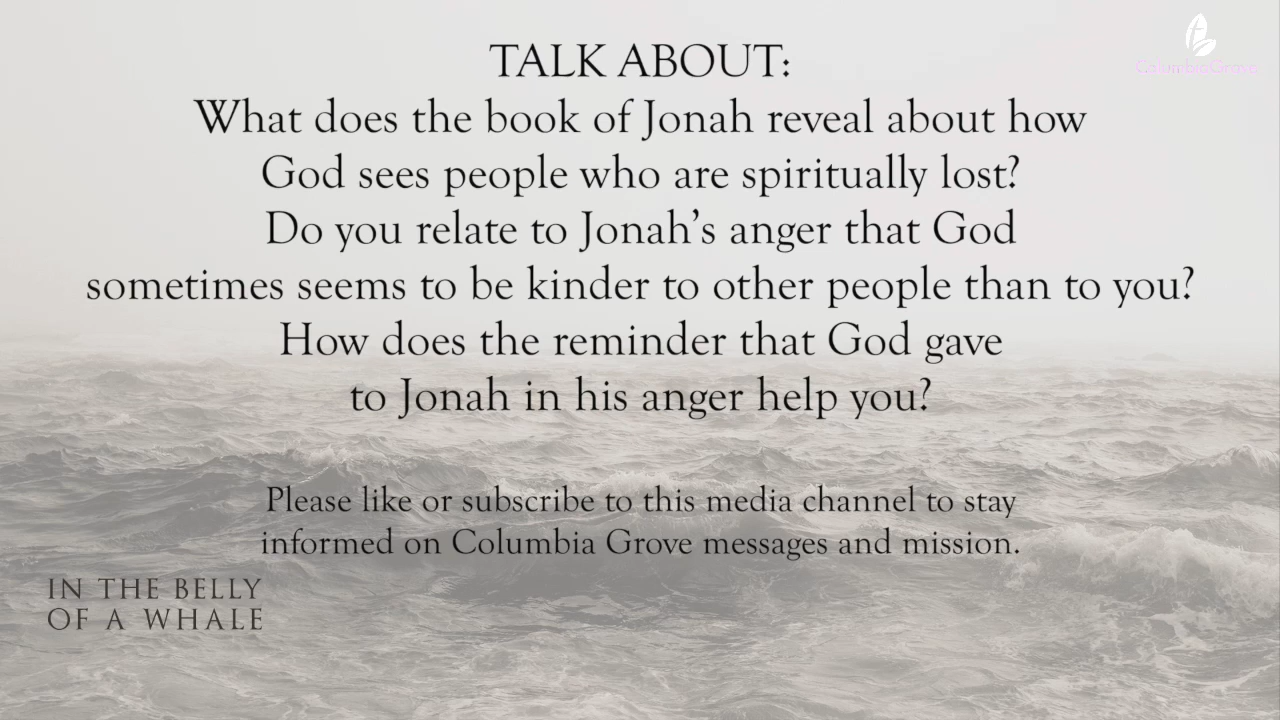 ColumbiaGrove
TALK ABOUT:
What does the book of Jonah reveal about how
God sees people who are spiritually lost?
Do you relate to Jonah’s anger that God
sometimes seems to be kinder to other people than to you?
How does the reminder that God gave
to Jonah in his anger help you?
Please like or subscribe to this media channel to stay
informed on Columbia Grove messages and mission.
IN THE BELLY
OF A WHALE